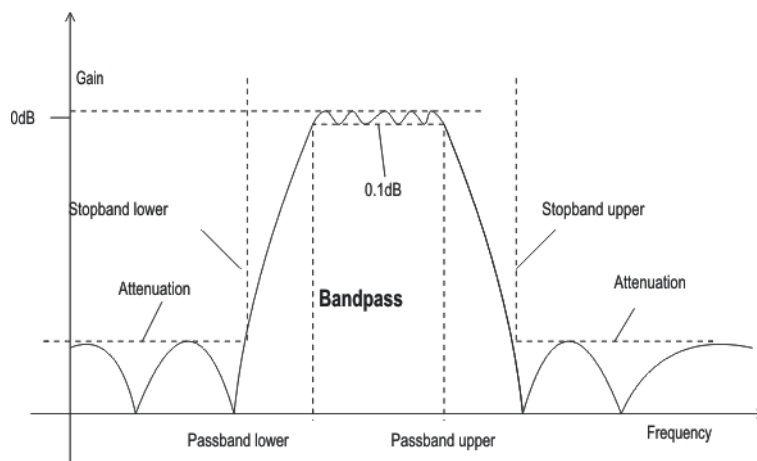 Gain
0dB
0.1dB
Stopband lower
Stopband upper
Attenuation
Attenuation
Bandpass
Passband lower
Passband upper
Frequency